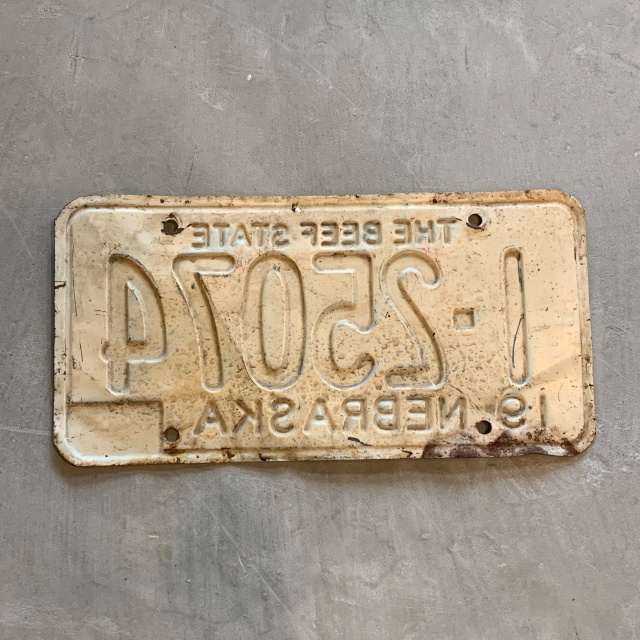 THE BEEF STATE
1-25074
19 NEBRASKA